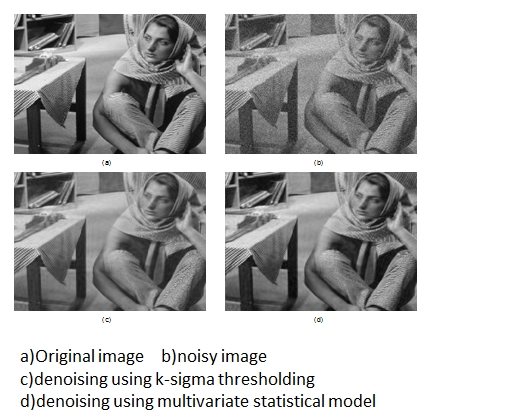 (a) (b)
(c) (d)
a)Original image b)noisy image
c)denoising using k-sigma thresholding
d)denoising using multivariate statistical model